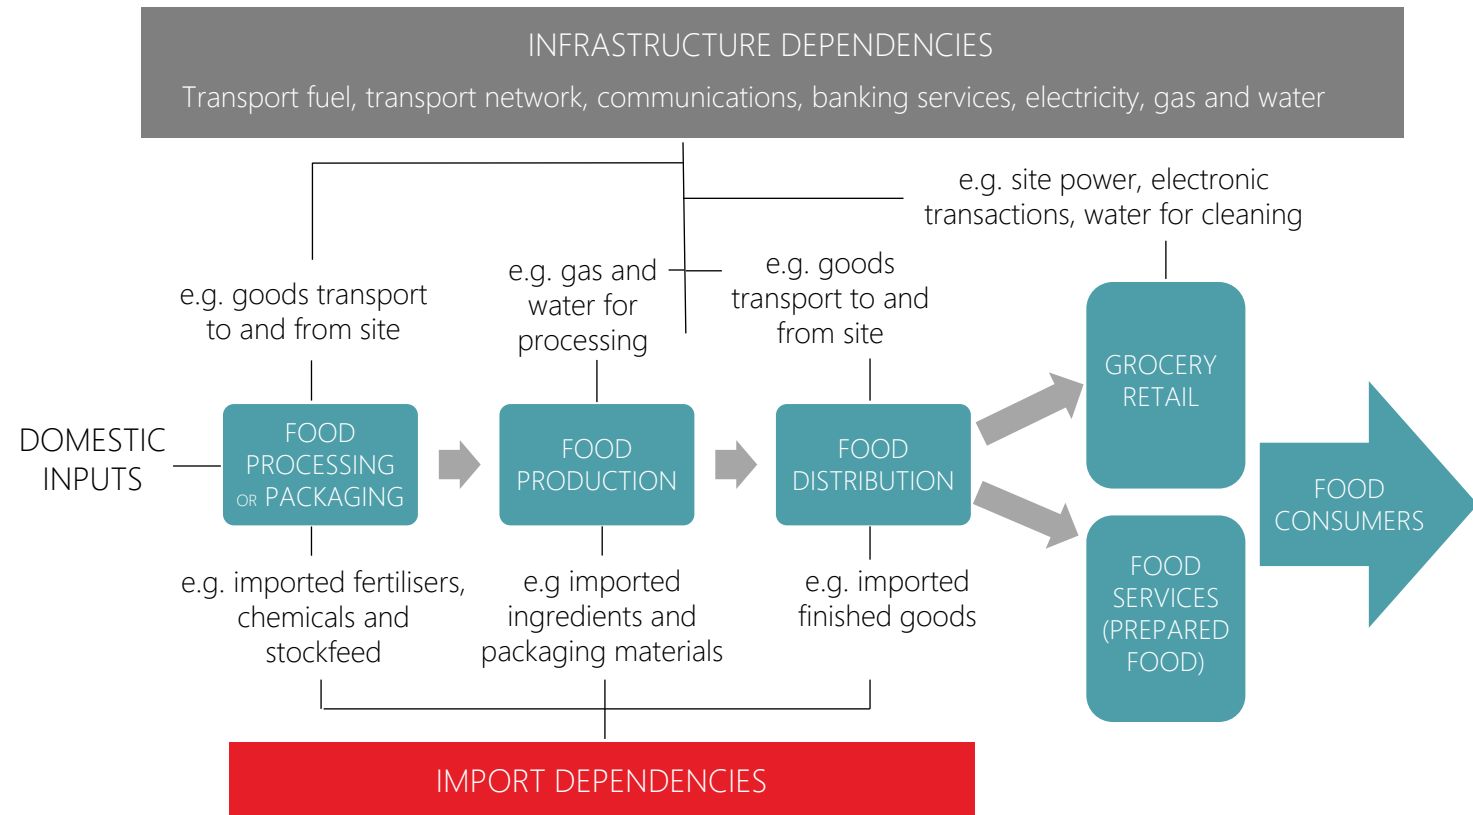 INFRASTRUCTURE DEPENDENCIES
Transport fuel, transport network, communications, banking services, electricity, gas and water
e.g. site power, electronic
transactions, water for cleaning
e.g. goods transport
to and from site
e.g. gas and
water for
processing
e.g. goods
transport to and
from site
DOMESTIC
INPUTS
FOOD
PROCESSING
OR PACKAGING
FOOD
PRODUCTION
FOOD
DISTRIBUTION
GROCERY
RETAIL
FOOD
SERVICES
(PREPARED
FOOD)
FOOD
CONSUMERS
e.g. imported fertilisers,
chemicals and
stockfeed
e.g imported
ingredients and
packaging materials
e.g. imported
finished goods
IMPORT DEPENDENCIES